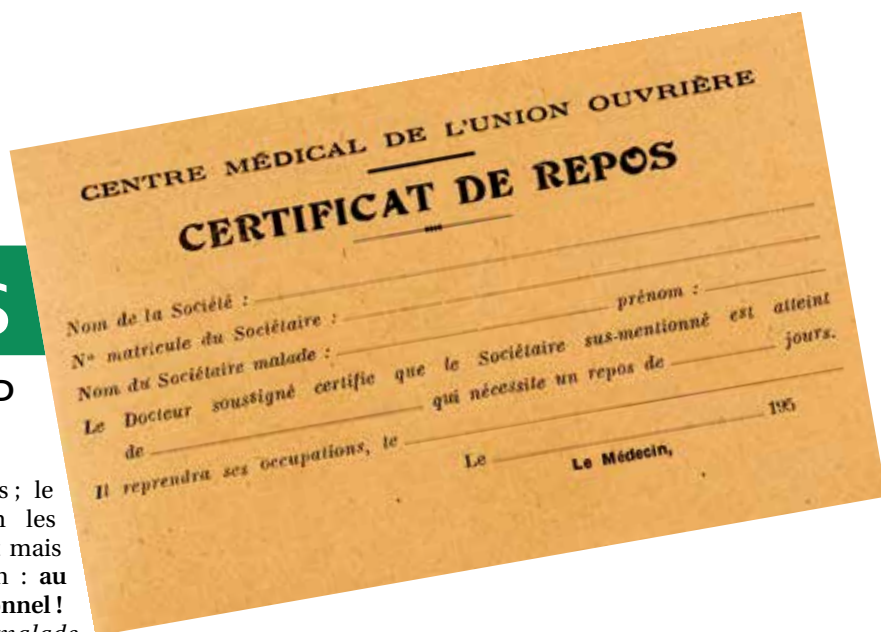 CENTRE MÉDICAL DE L'UNION OUVRIÈRE
CERTIFICAT DE REPOS
Nom de la Société :
N° matricule du Sociétaire :
Nom du Sociétaire malade : prénom :
Le Docteur soussigné certifie que le Sociétaire sus-mentionné est atteint
de qui nécessite un repos de jours.
Il reprendra ses occupations, le
Le 195
Le Médecin,
S
s ; le
les
mais
: au
nnel !
malade